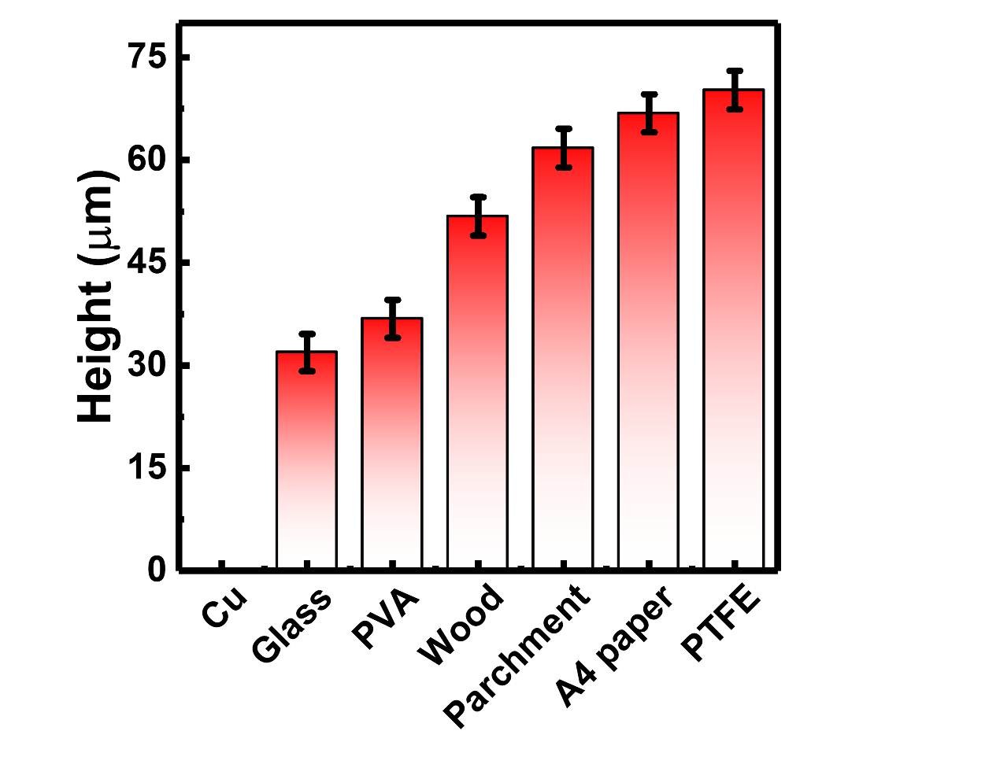 Height (μm)
75
60
45
30
15
0
Cu
Glass
PVA
Wood
Parchment
A4 paper
PTFE